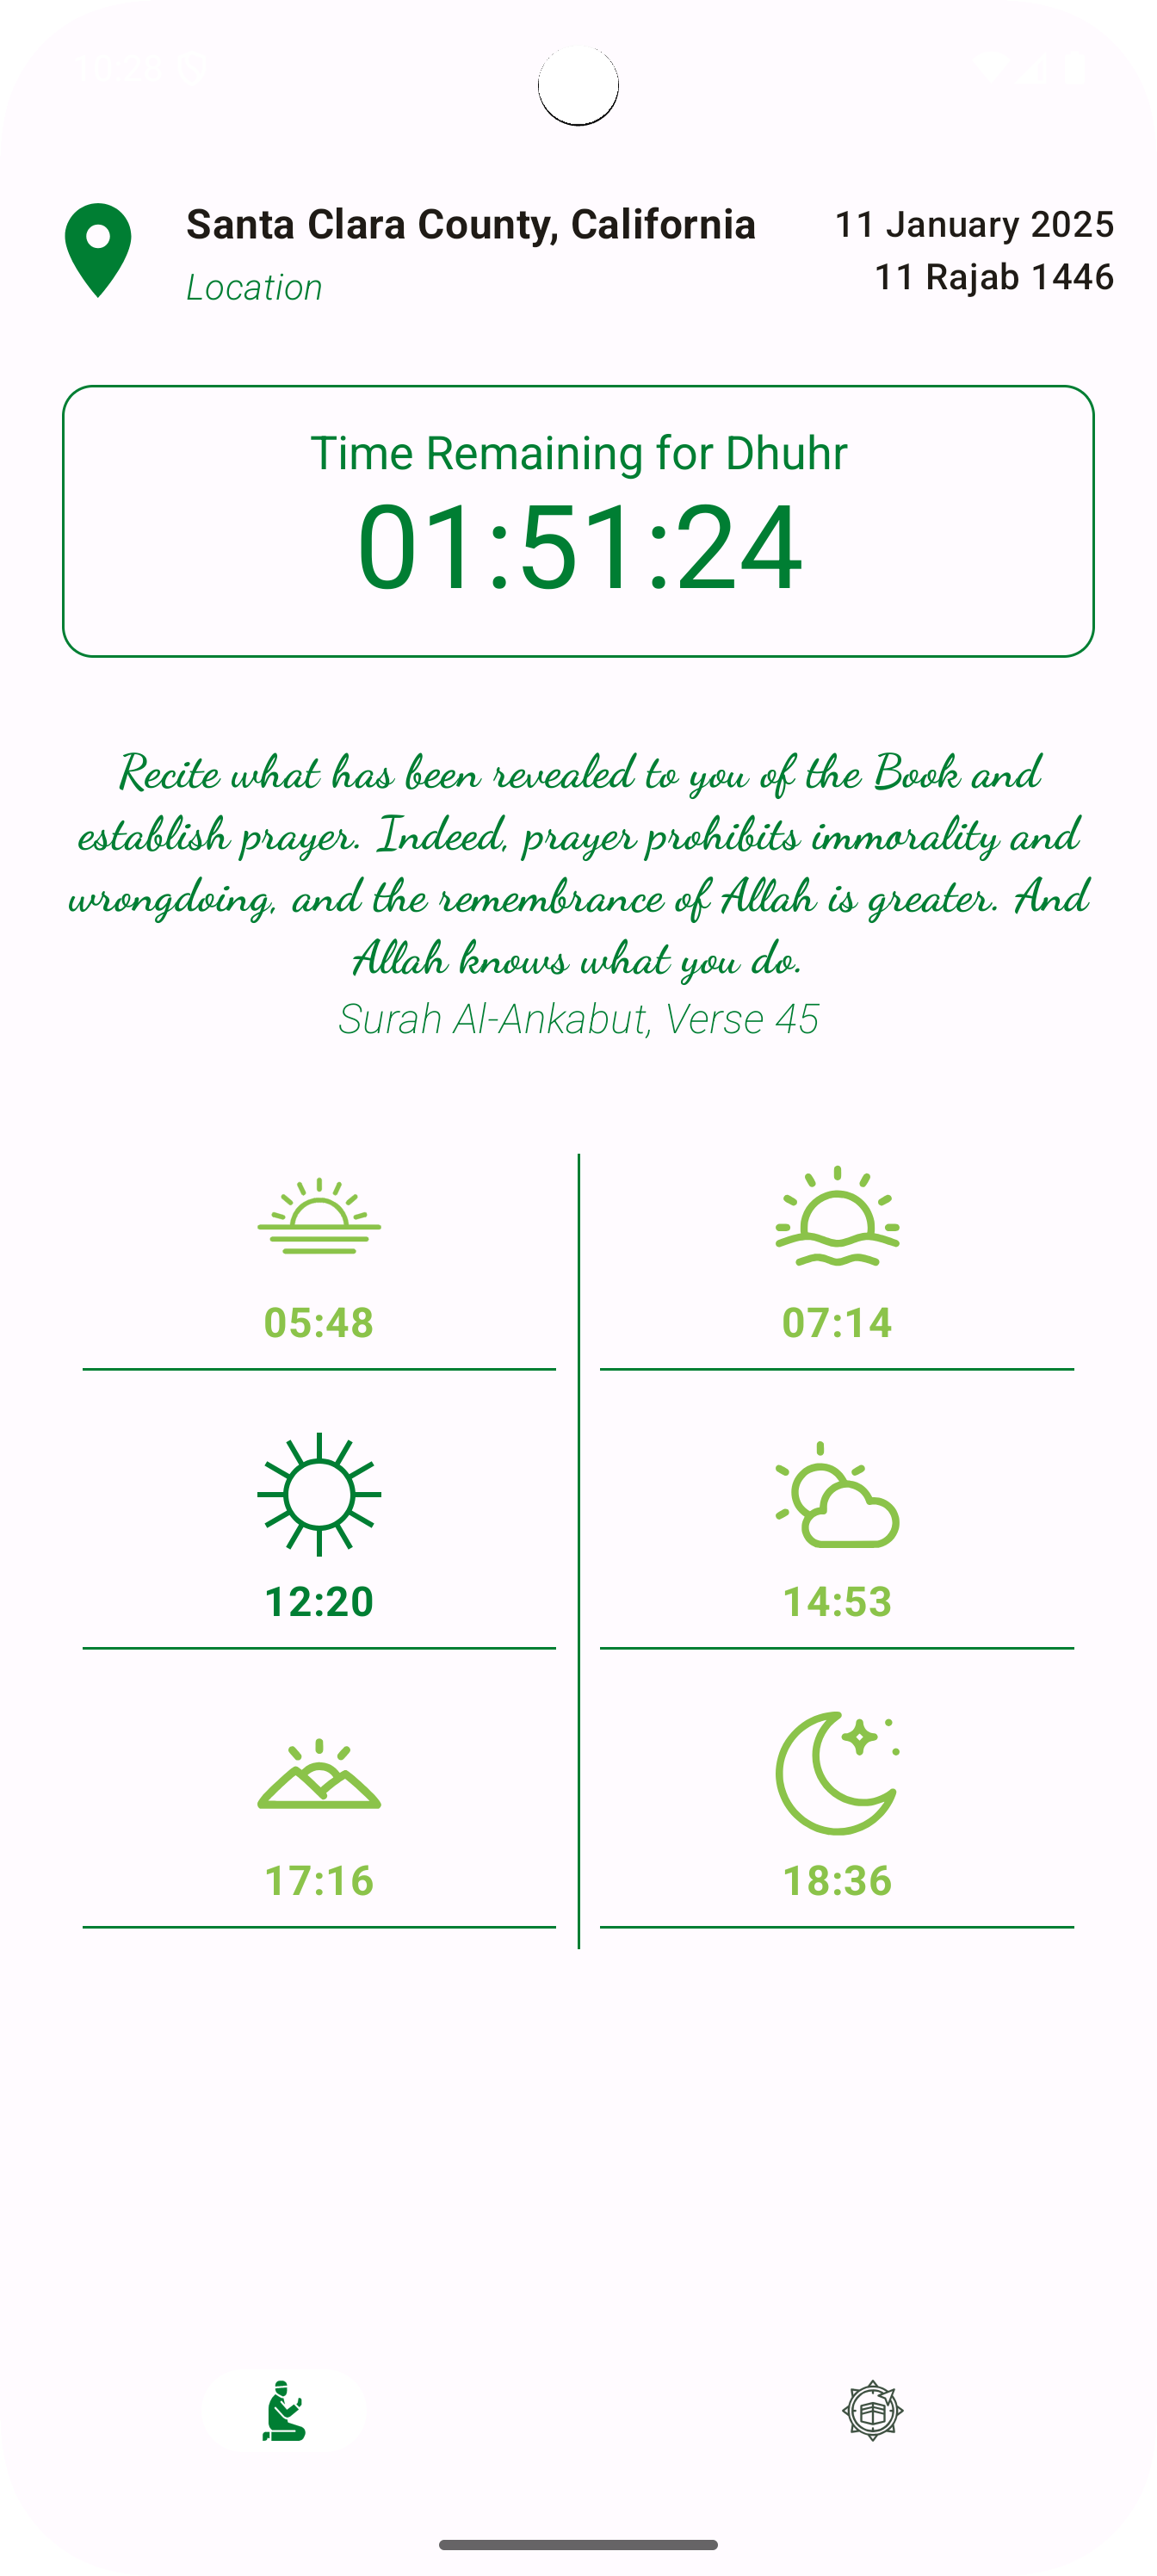 Santa Clara County, California
Location
11 January 2025
11 Rajab 1446
Time Remaining for Dhuhr
01:51:24
Recite what has been revealed to you of the Book and
establish prayer. Indeed, prayer prohibits immorality and
wrongdoing, and the remembrance of Allah is greater. And
Allah knows what you do.
Surah Al-Ankabut, Verse 45
05:48
07:14
12:20
14:53
17:16
18:36